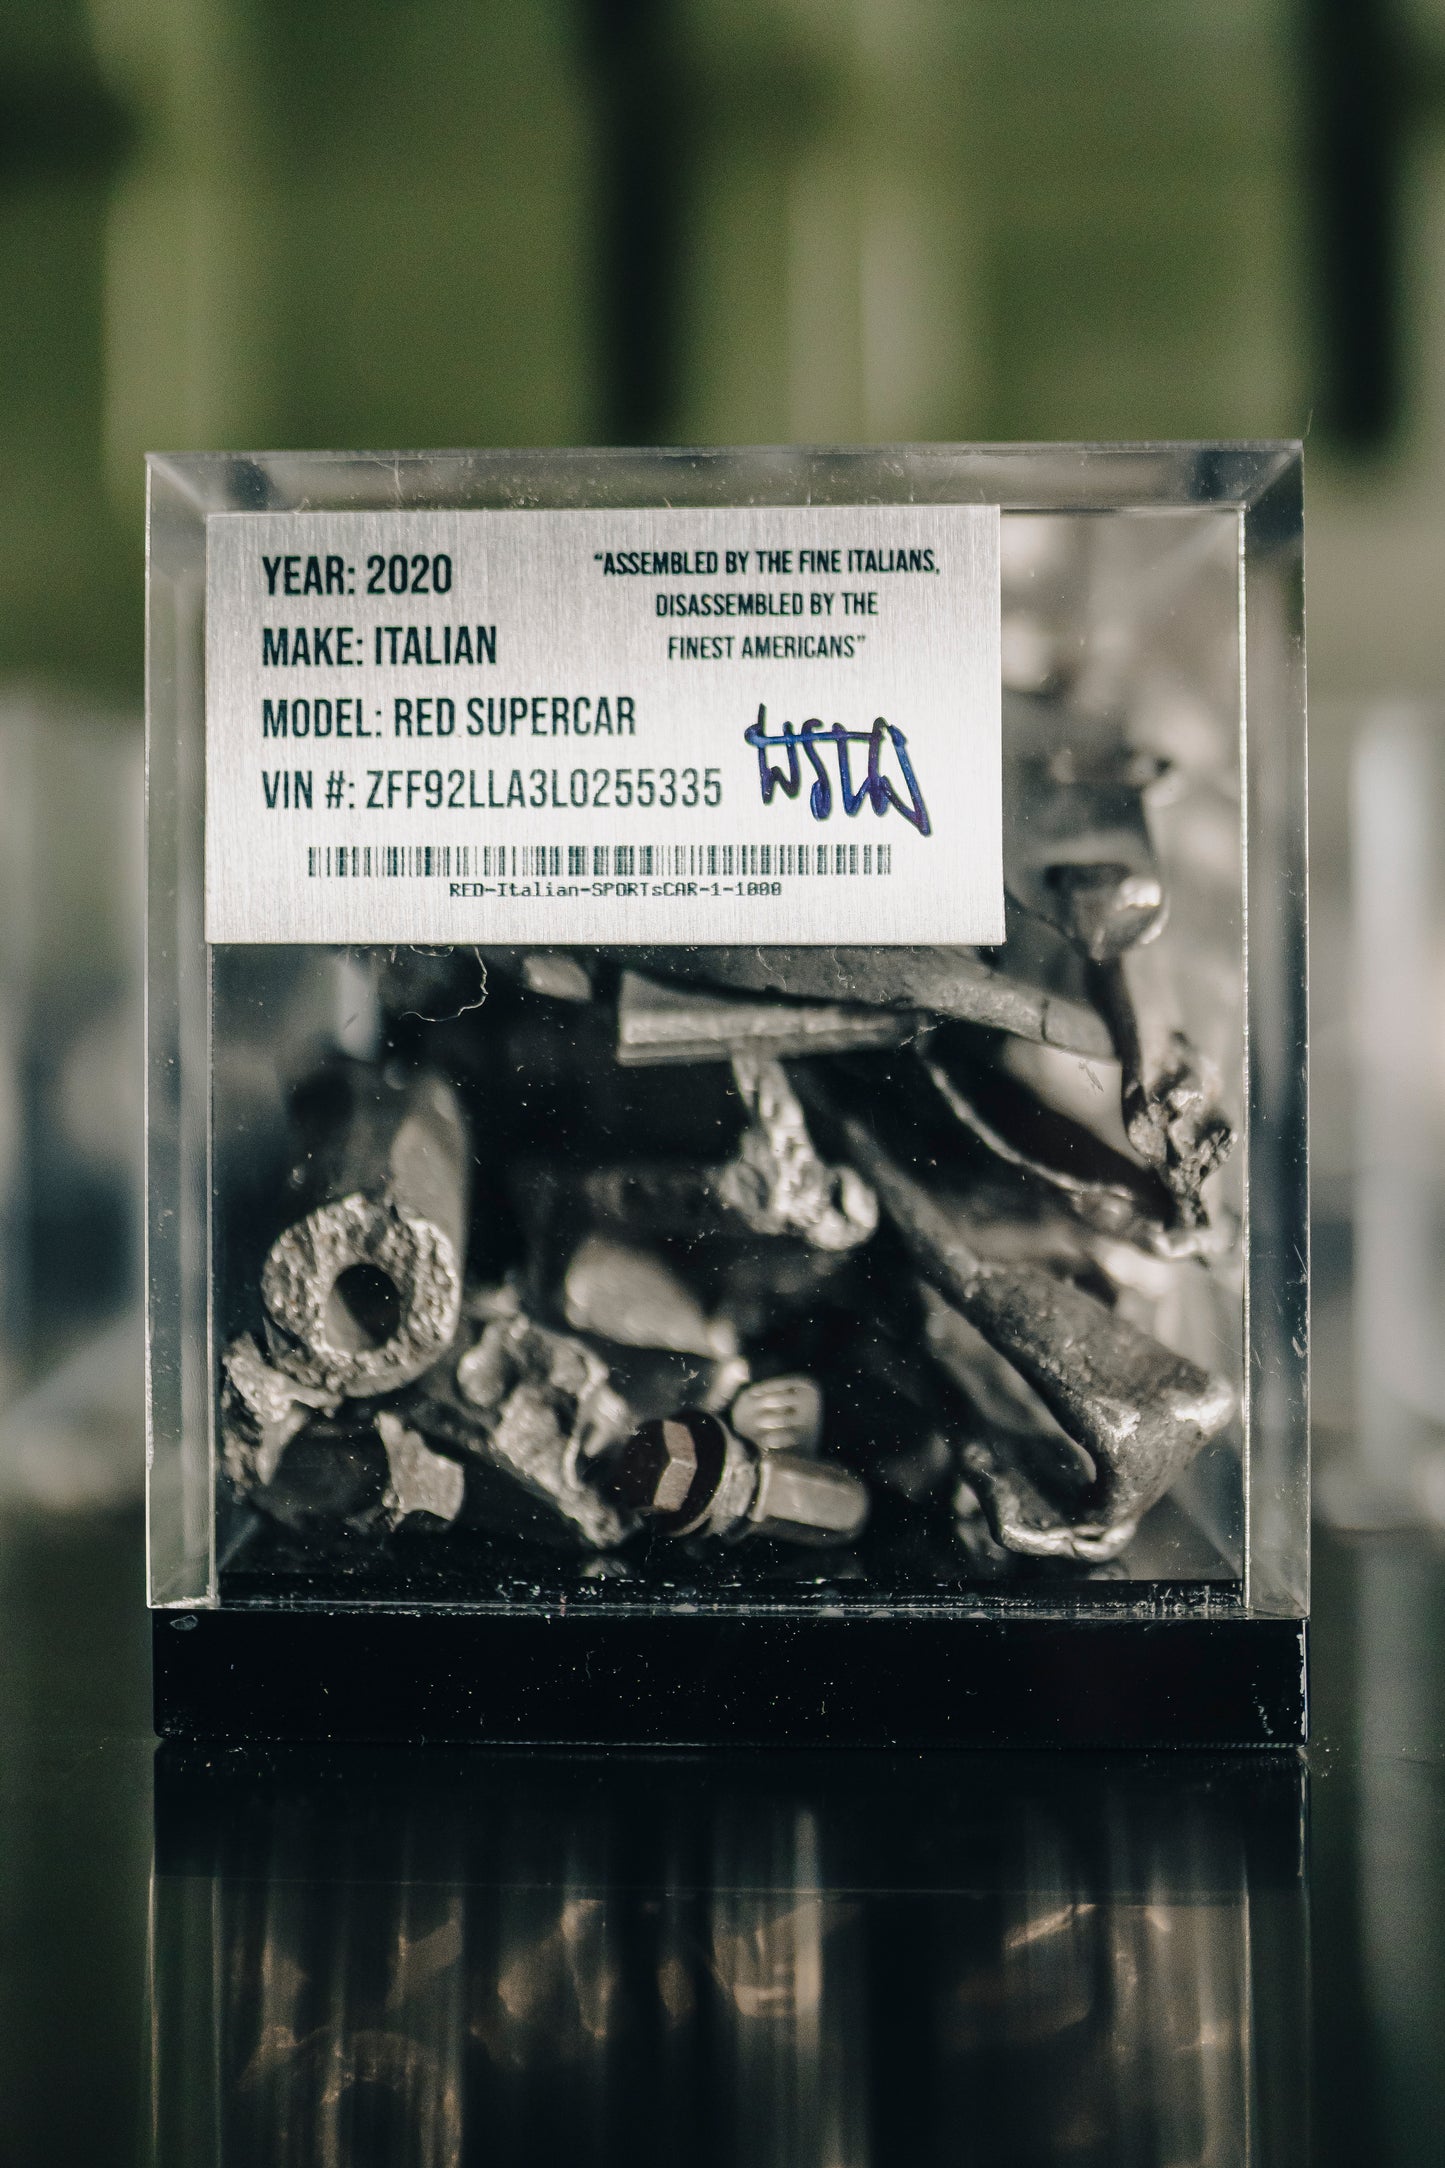 YEAR: 2020
MAKE: ITALIAN
MODEL: RED SUPERCAR
VIN #: ZFF92LLA3L0255335
“ASSEMBLED BY THE FINE ITALIANS,
DISASSEMBLED BY THE
FINEST AMERICANS”
RED-Italian-SPORTsCAR-1-1000